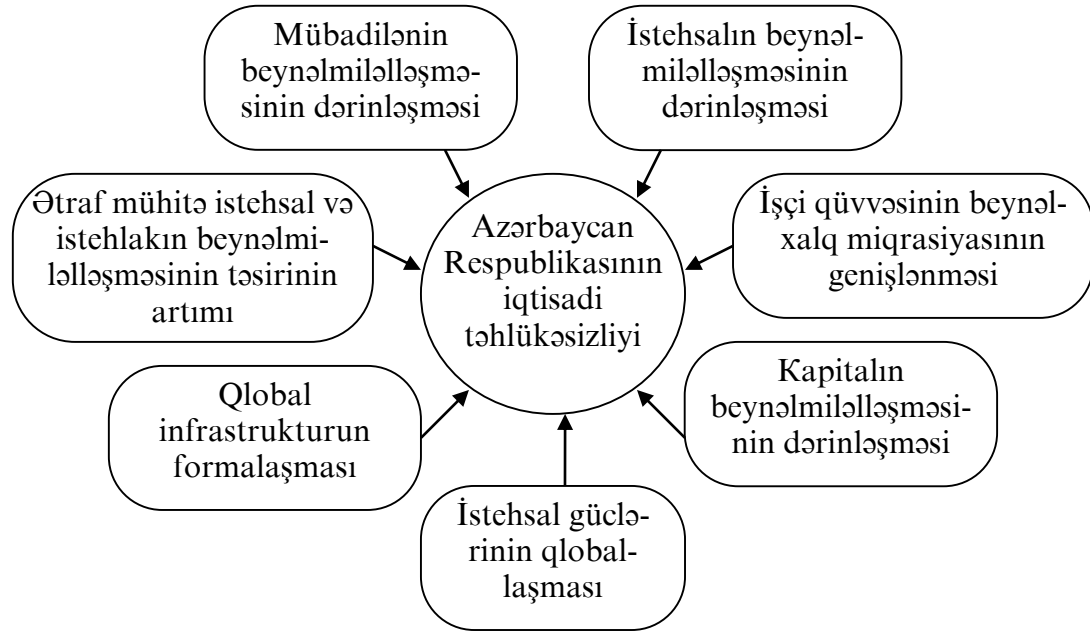 Mübadilənin
beynəlmiləlləşmə-
sinin dərinləşməsi
İstehsalın beynəl-
miləlləşməsinin
dərinləşməsi
Ətraf mühitə istehsal və
istehlakın beynəlmi-
ləlləşməsinin təsirinin
artımı
Azərbaycan
Respublikasının
iqtisadi
təhlükəsizliyi
İşçi qüvvəsinin beynəl-
xalq miqrasiyasının
genişlənməsi
Qlobal
infrastrukturun
formalaşması
Kapitalın
beynəlmiləlləşməsi-
nin dərinləşməsi
İstehsal güclə-
rinin qlobal-
laşması